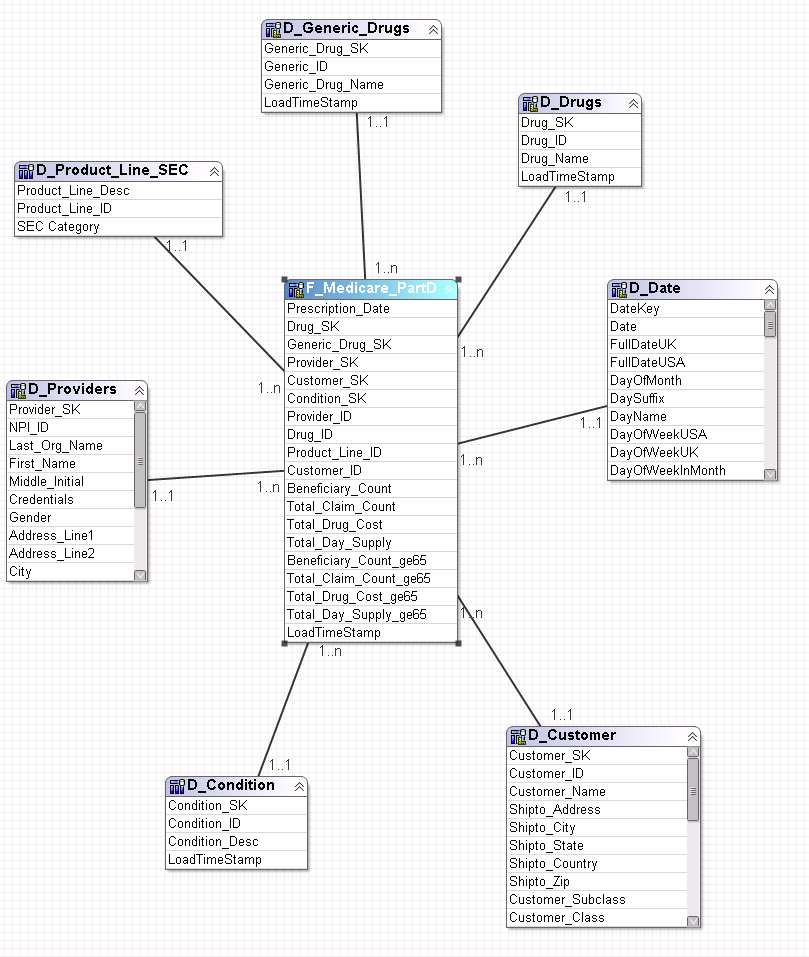 D_Generic_Drugs
Generic_Drug_SK
Generic_ID
Generic_Drug_Name
LoadTimeStamp
1..1
D_Drugs
Drug_SK
Drug_ID
Drug_Name
LoadTimeStamp
1..1
D_Product_Line_SEC
Product_Line_Desc
Product_Line_ID
SEC Category
1..1
1..n
F_Medicare_PartD
Prescription_Date
Drug_SK
Generic_Drug_SK
Provider_SK
Customer_SK
Condition_SK
Provider_ID
Drug_ID
Product_Line_ID
Customer_ID
Beneficiary_Count
Total_Claim_Count
Total_Drug_Cost
Total_Day_Supply
Beneficiary_Count_ge65
Total_Claim_Count_ge65
Total_Drug_Cost_ge65
Total_Day_Supply_ge65
LoadTimeStamp
1..n
1..n
1..n
1..n
1..n
1..n
D_Date
DateKey
Date
FullDateUK
FullDateUSA
DayOfMonth
DaySuffix
DayName
DayOfWeekUSA
DayOfWeekUK
DayOfWeekInMonth
1..1
D_Providers
Provider_SK
NPI_ID
Last_Org_Name
First_Name
Middle_Initial
Credentials
Gender
Address_Line1
Address_Line2
City
1..1
D_Condition
Condition_SK
Condition_ID
Condition_Desc
LoadTimeStamp
1..1
D_Customer
Customer_SK
Customer_ID
Customer_Name
Shipto_Address
Shipto_City
Shipto_State
Shipto_Country
Shipto_Zip
Customer_Subclass
Customer_Class
1..1